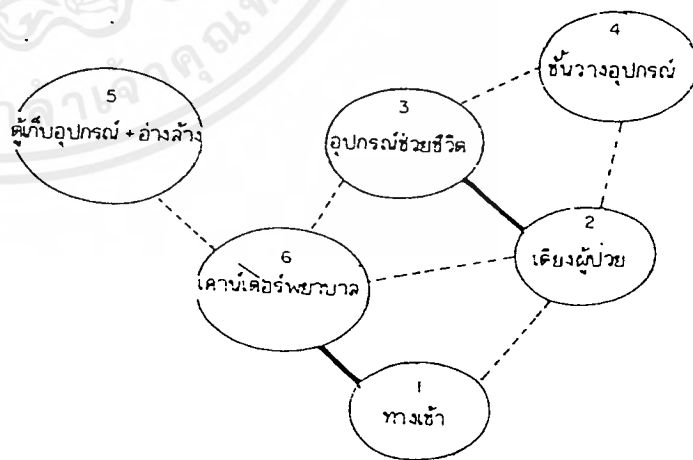 4
ชั้นวางอุปกรณ์
5
ตู้เก็บอุปกรณ์ + อ่างล้าง
3
อุปกรณ์ช่วยชีวิต
2
เตียงผู้ป่วย
6
เคาน์เตอร์พยาบาล
1
ทางเข้า